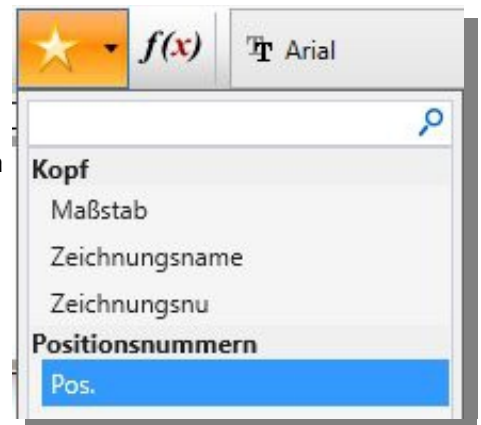 f(x) Arial
Kopf
Maßstab
Zeichnungsname
Zeichnungsnu
Positionsnummern
Pos.